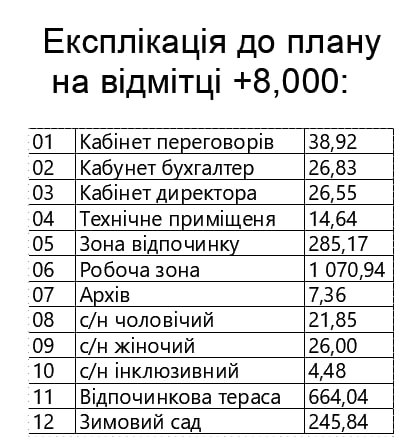 Експлікація до плану
на відмітці +8,000:
01 Кабінет переговорів 38,92
02 Кабунет бухгалтер 26,83
03 Кабінет директора 26,55
04 Технічне приміщеня 14,64
05 Зона відпочинку 285,17
06 Робоча зона 1 070,94
07 Архів 7,36
08 с/н чоловічий 21,85
09 с/н жіночий 26,00
10 с/н інклюзивний 4,48
11 Відпочинкова тераса 664,04
12 Зимовий сад 245,84